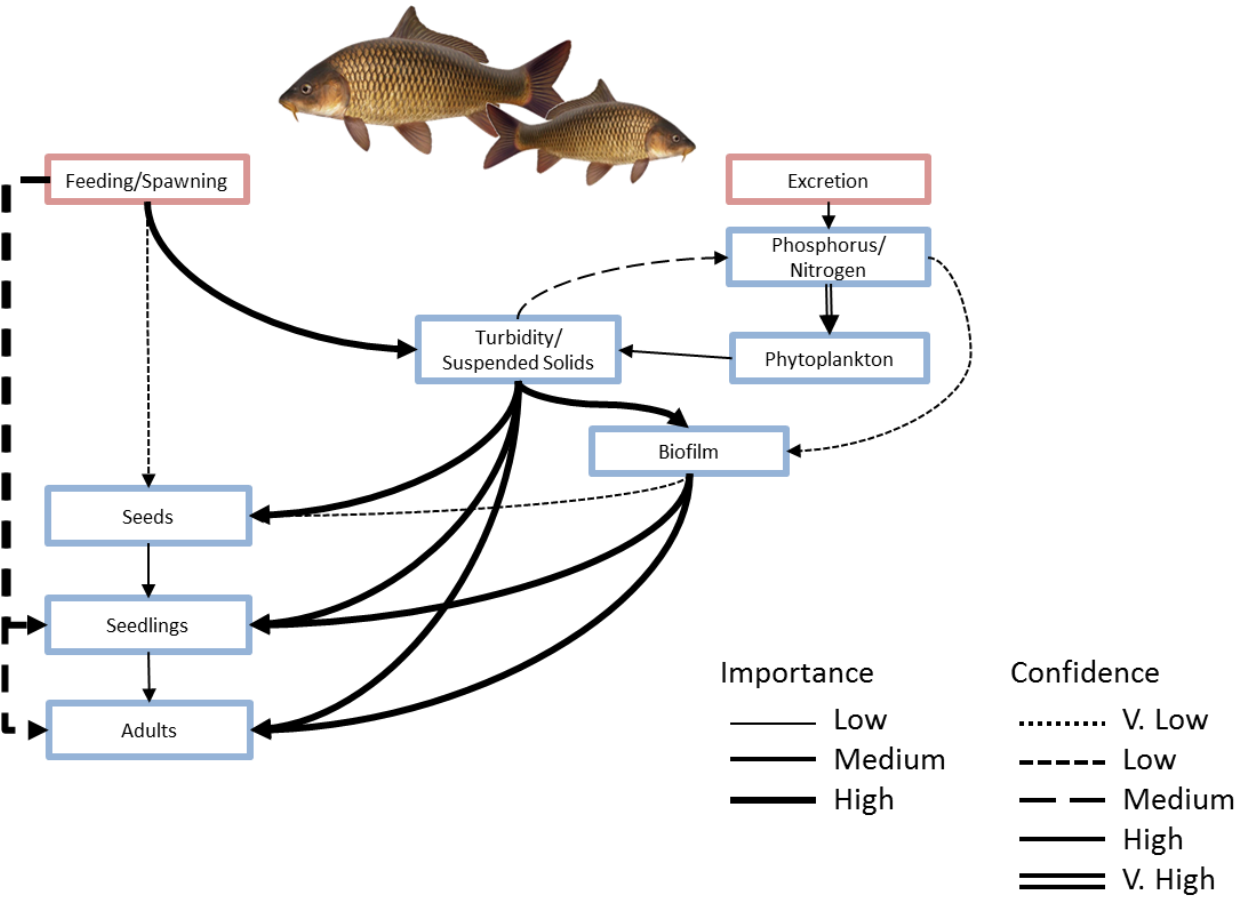 Feeding/Spawning
Excretion
Phosphorus/
Nitrogen
Turbidity/
Suspended Solids
Phytoplankton
Biofilm
Seeds
Seedlings
Adults
Importance
Low
Medium
High
Confidence
V. Low
Low
Medium
High
V. High